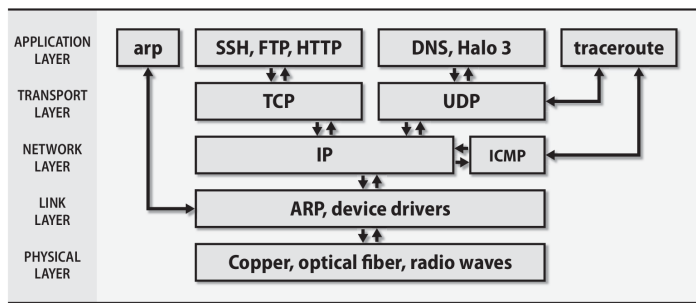 APPLICATION
LAYER
arp
SSH, FTP, HTTP
DNS, Halo 3
traceroute
TRANSPORT
LAYER
TCP
UDP
NETWORK
LAYER
IP
ICMP
LINK
LAYER
ARP, device drivers
PHYSICAL
LAYER
Copper, optical fiber, radio waves